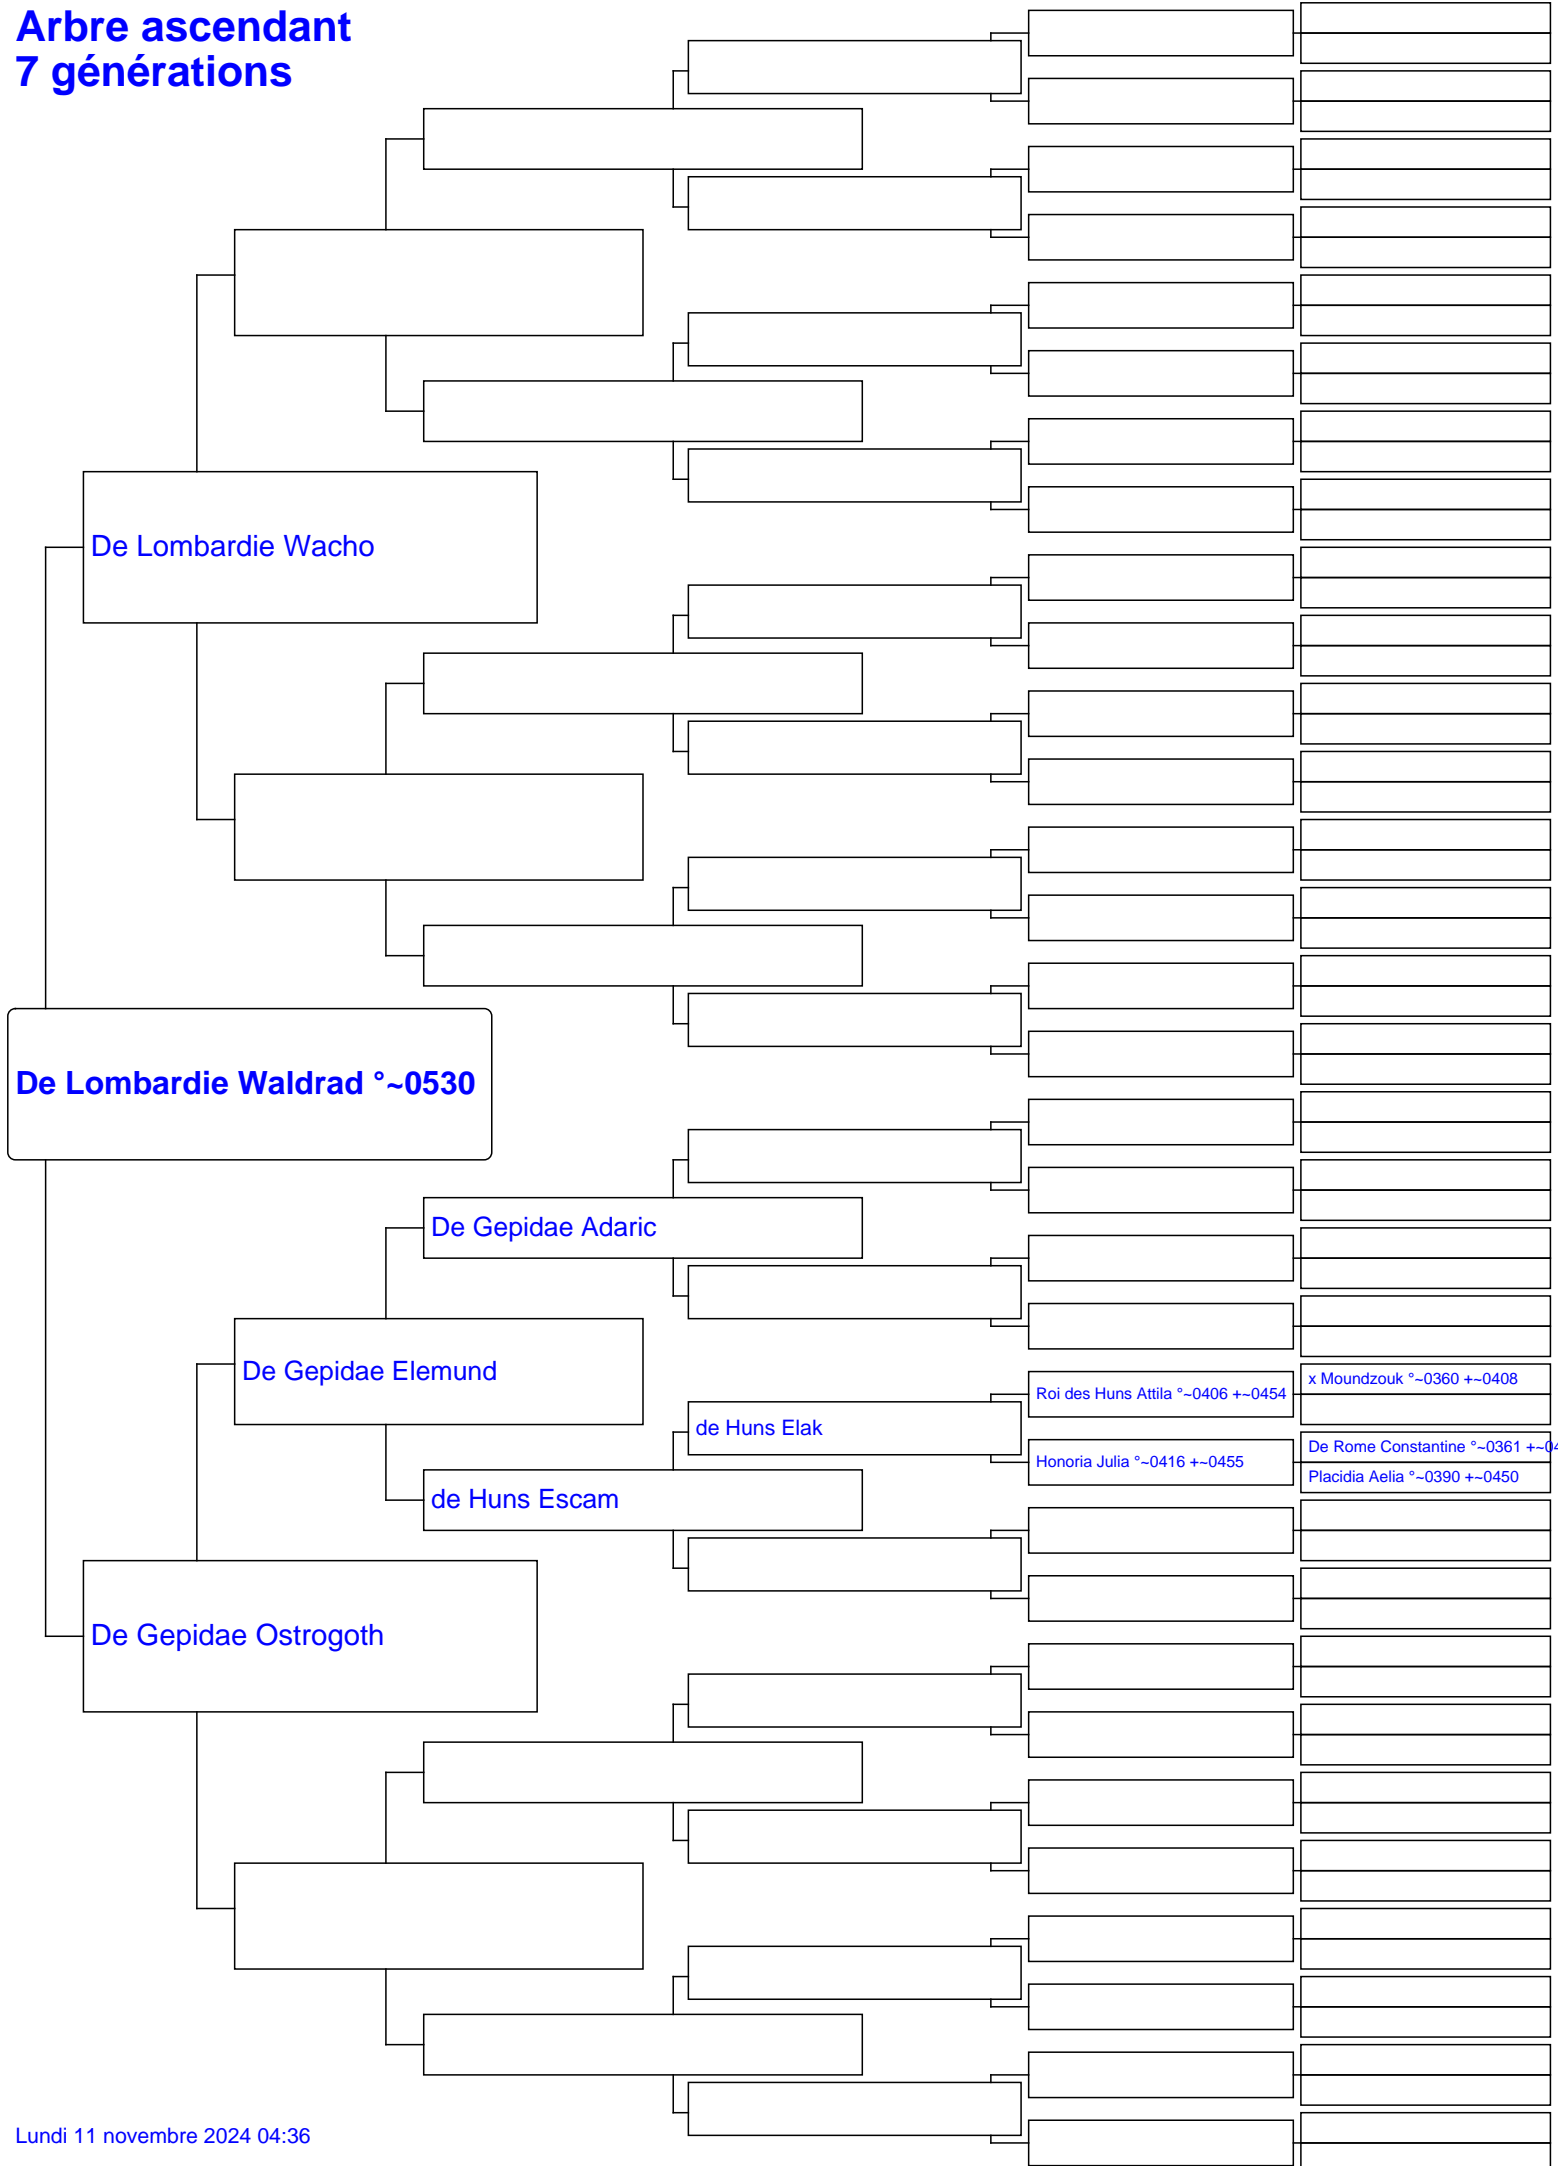 Arbre ascendant
7 générations
De Lombardie Wacho
De Lombardie Waldrad °~0530
De Gepidae Adaric
De Gepidae Elemund
x Moundzouk °~0360 +~0408
Roi des Huns Attila °~0406 +~0454
de Huns Elak
De Rome Constantine °~0361 +~04
Honoria Julia °~0416 +~0455
Placidia Aelia °~0390 +~0450
de Huns Escam
De Gepidae Ostrogoth
Lundi 11 novembre 2024 04:36